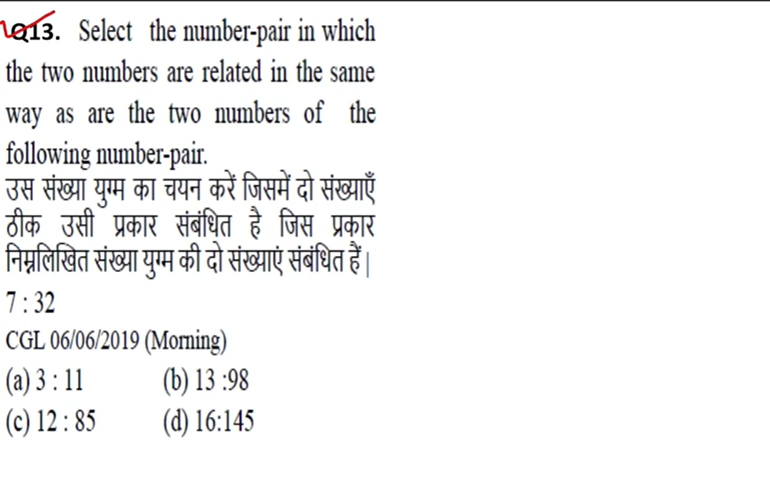 Q13. Select the number-pair in which
the two numbers are related in the same
way as are the two numbers of the
following number-pair.
उस संख्या युग्म का चयन करें जिसमें दो संख्याएँ
ठीक उसी प्रकार संबंधित है जिस प्रकार
निम्नलिखित संख्या युग्म की दो संख्याएं संबंधित हैं|
7 : 32
CGL 06/06/2019 (Morning)
(a) 3 : 11 (b) 13 :98
(c) 12 : 85 (d) 16:145